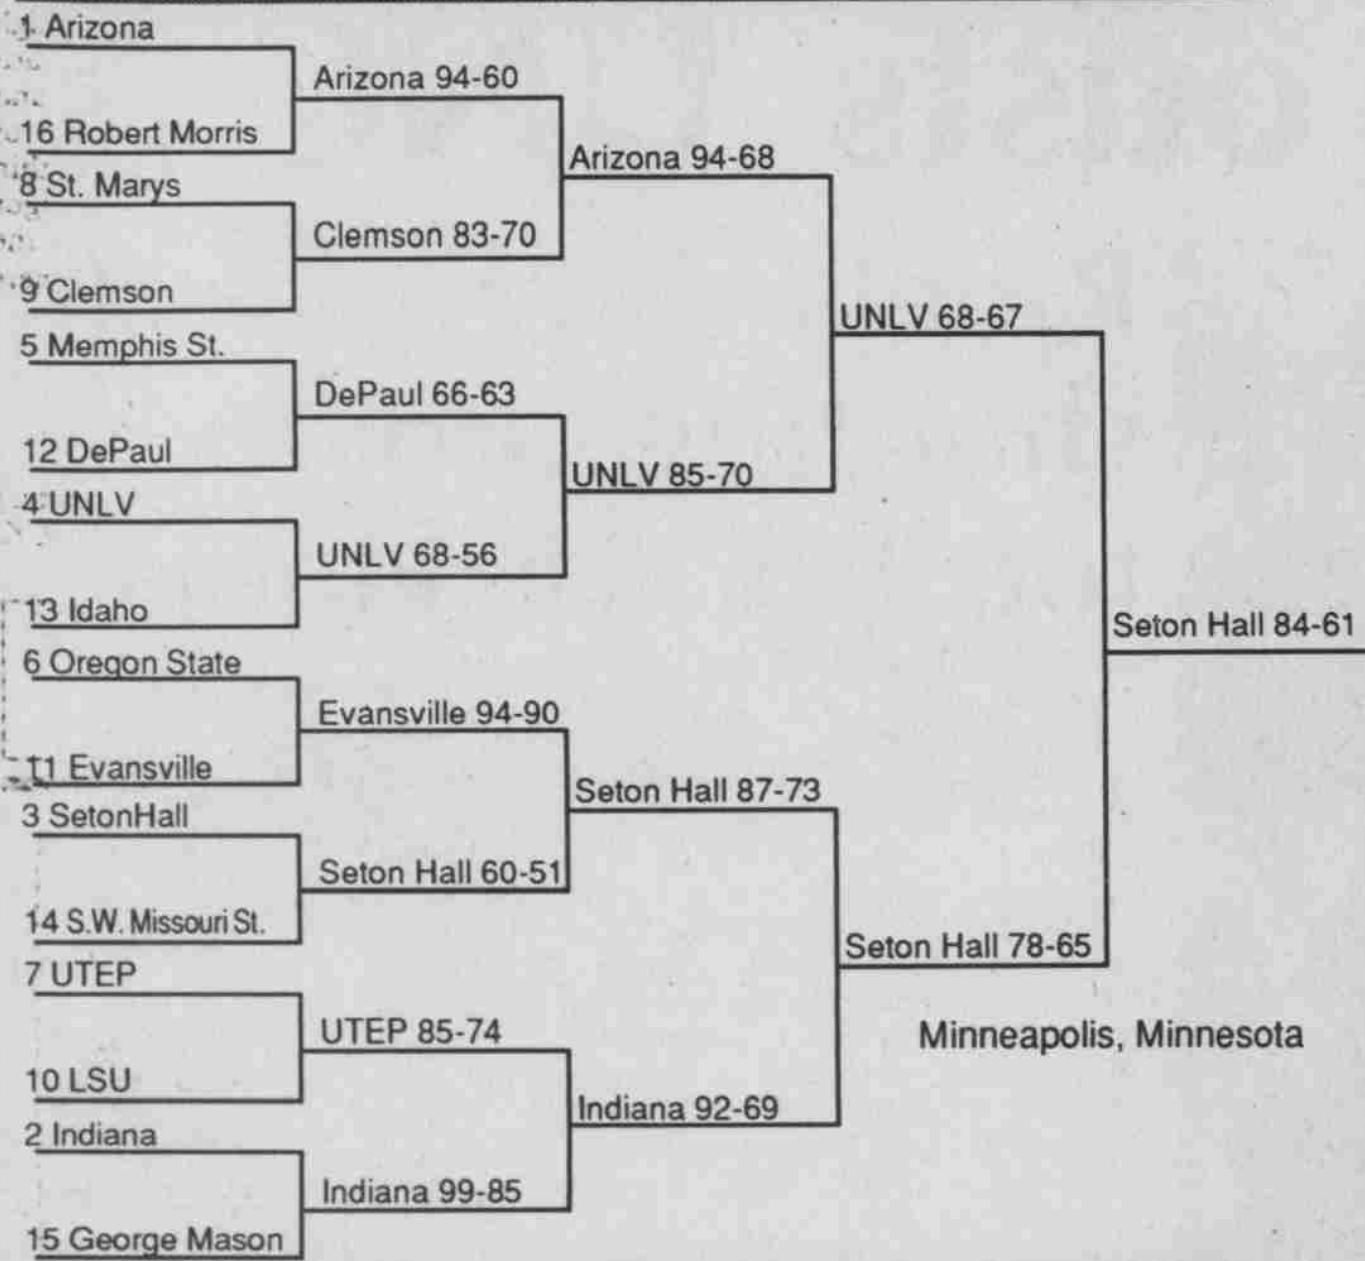 1 Arizona
Arizona 94-60
16 Robert Morris
Arizona 94-68
8 St. Marys
Clemson 83-70
9 Clemson
UNLV 68-67
5 Memphis St.
DePaul 66-63
12 DePaul
UNLV 85-70
4 UNLV
UNLV 68-56
13 Idaho
Seton Hall 84-61
6 Oregon State
Evansville 94-90
11 Evansville
Seton Hall 87-73
3 SetonHall
Seton Hall 60-51
14 S.W. Missouri St.
Seton Hall 78-65
7 UTEP
UTEP 85-74
Minneapolis, Minnesota
10 LSU
Indiana 92-69
2 Indiana
Indiana 99-85
15 George Mason